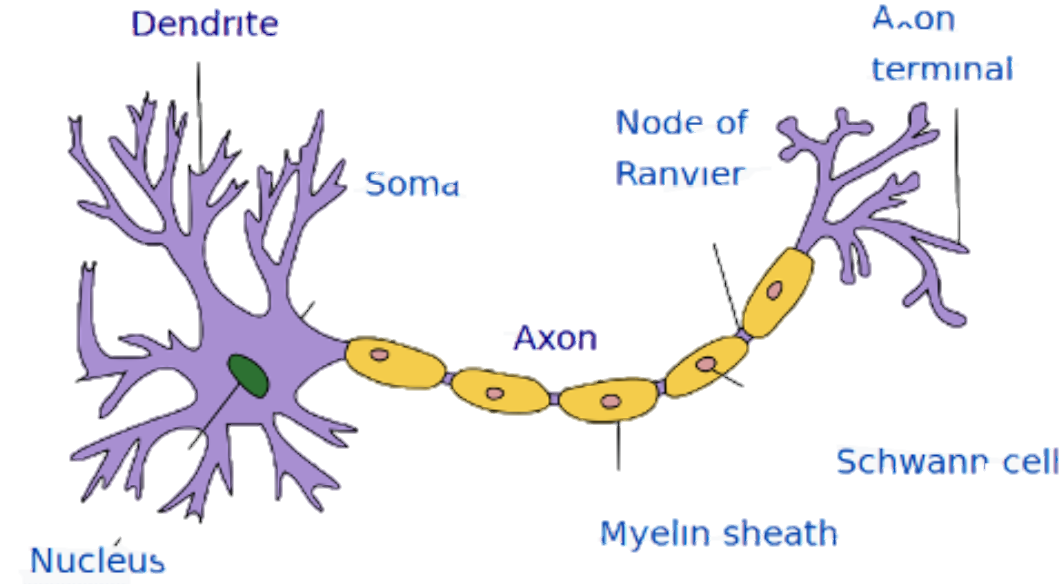 Dendrite
Axon
terminal
Node of
Ranvier
Soma
Axon
Schwann cell
Myelin sheath
Nucleus